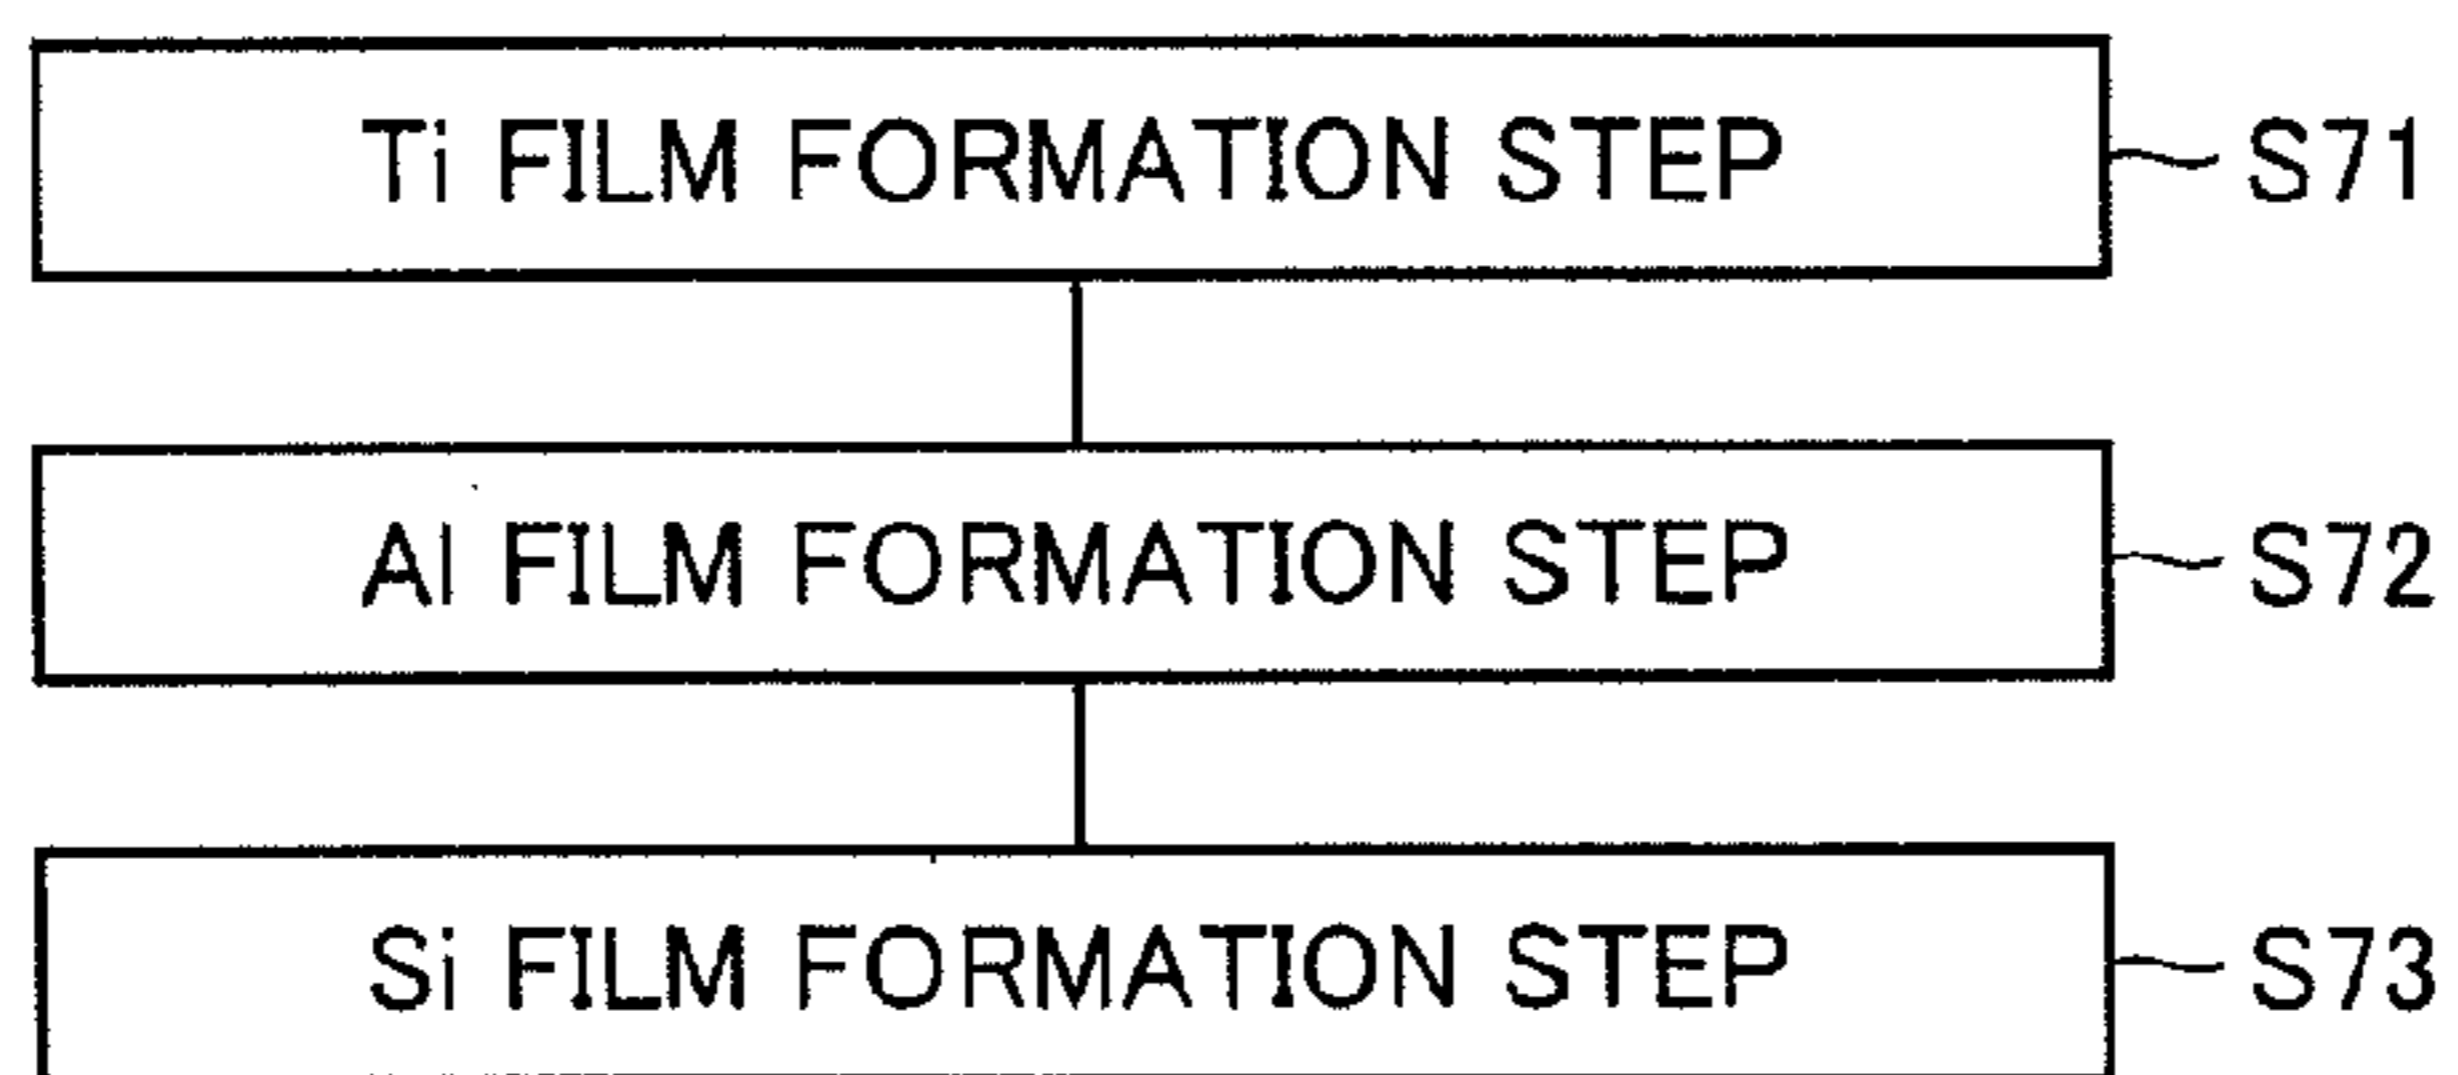 Ti FILM FORMATION STEP S71
Al FILM FORMATION STEP S72
Si FILM FORMATION STEP S73